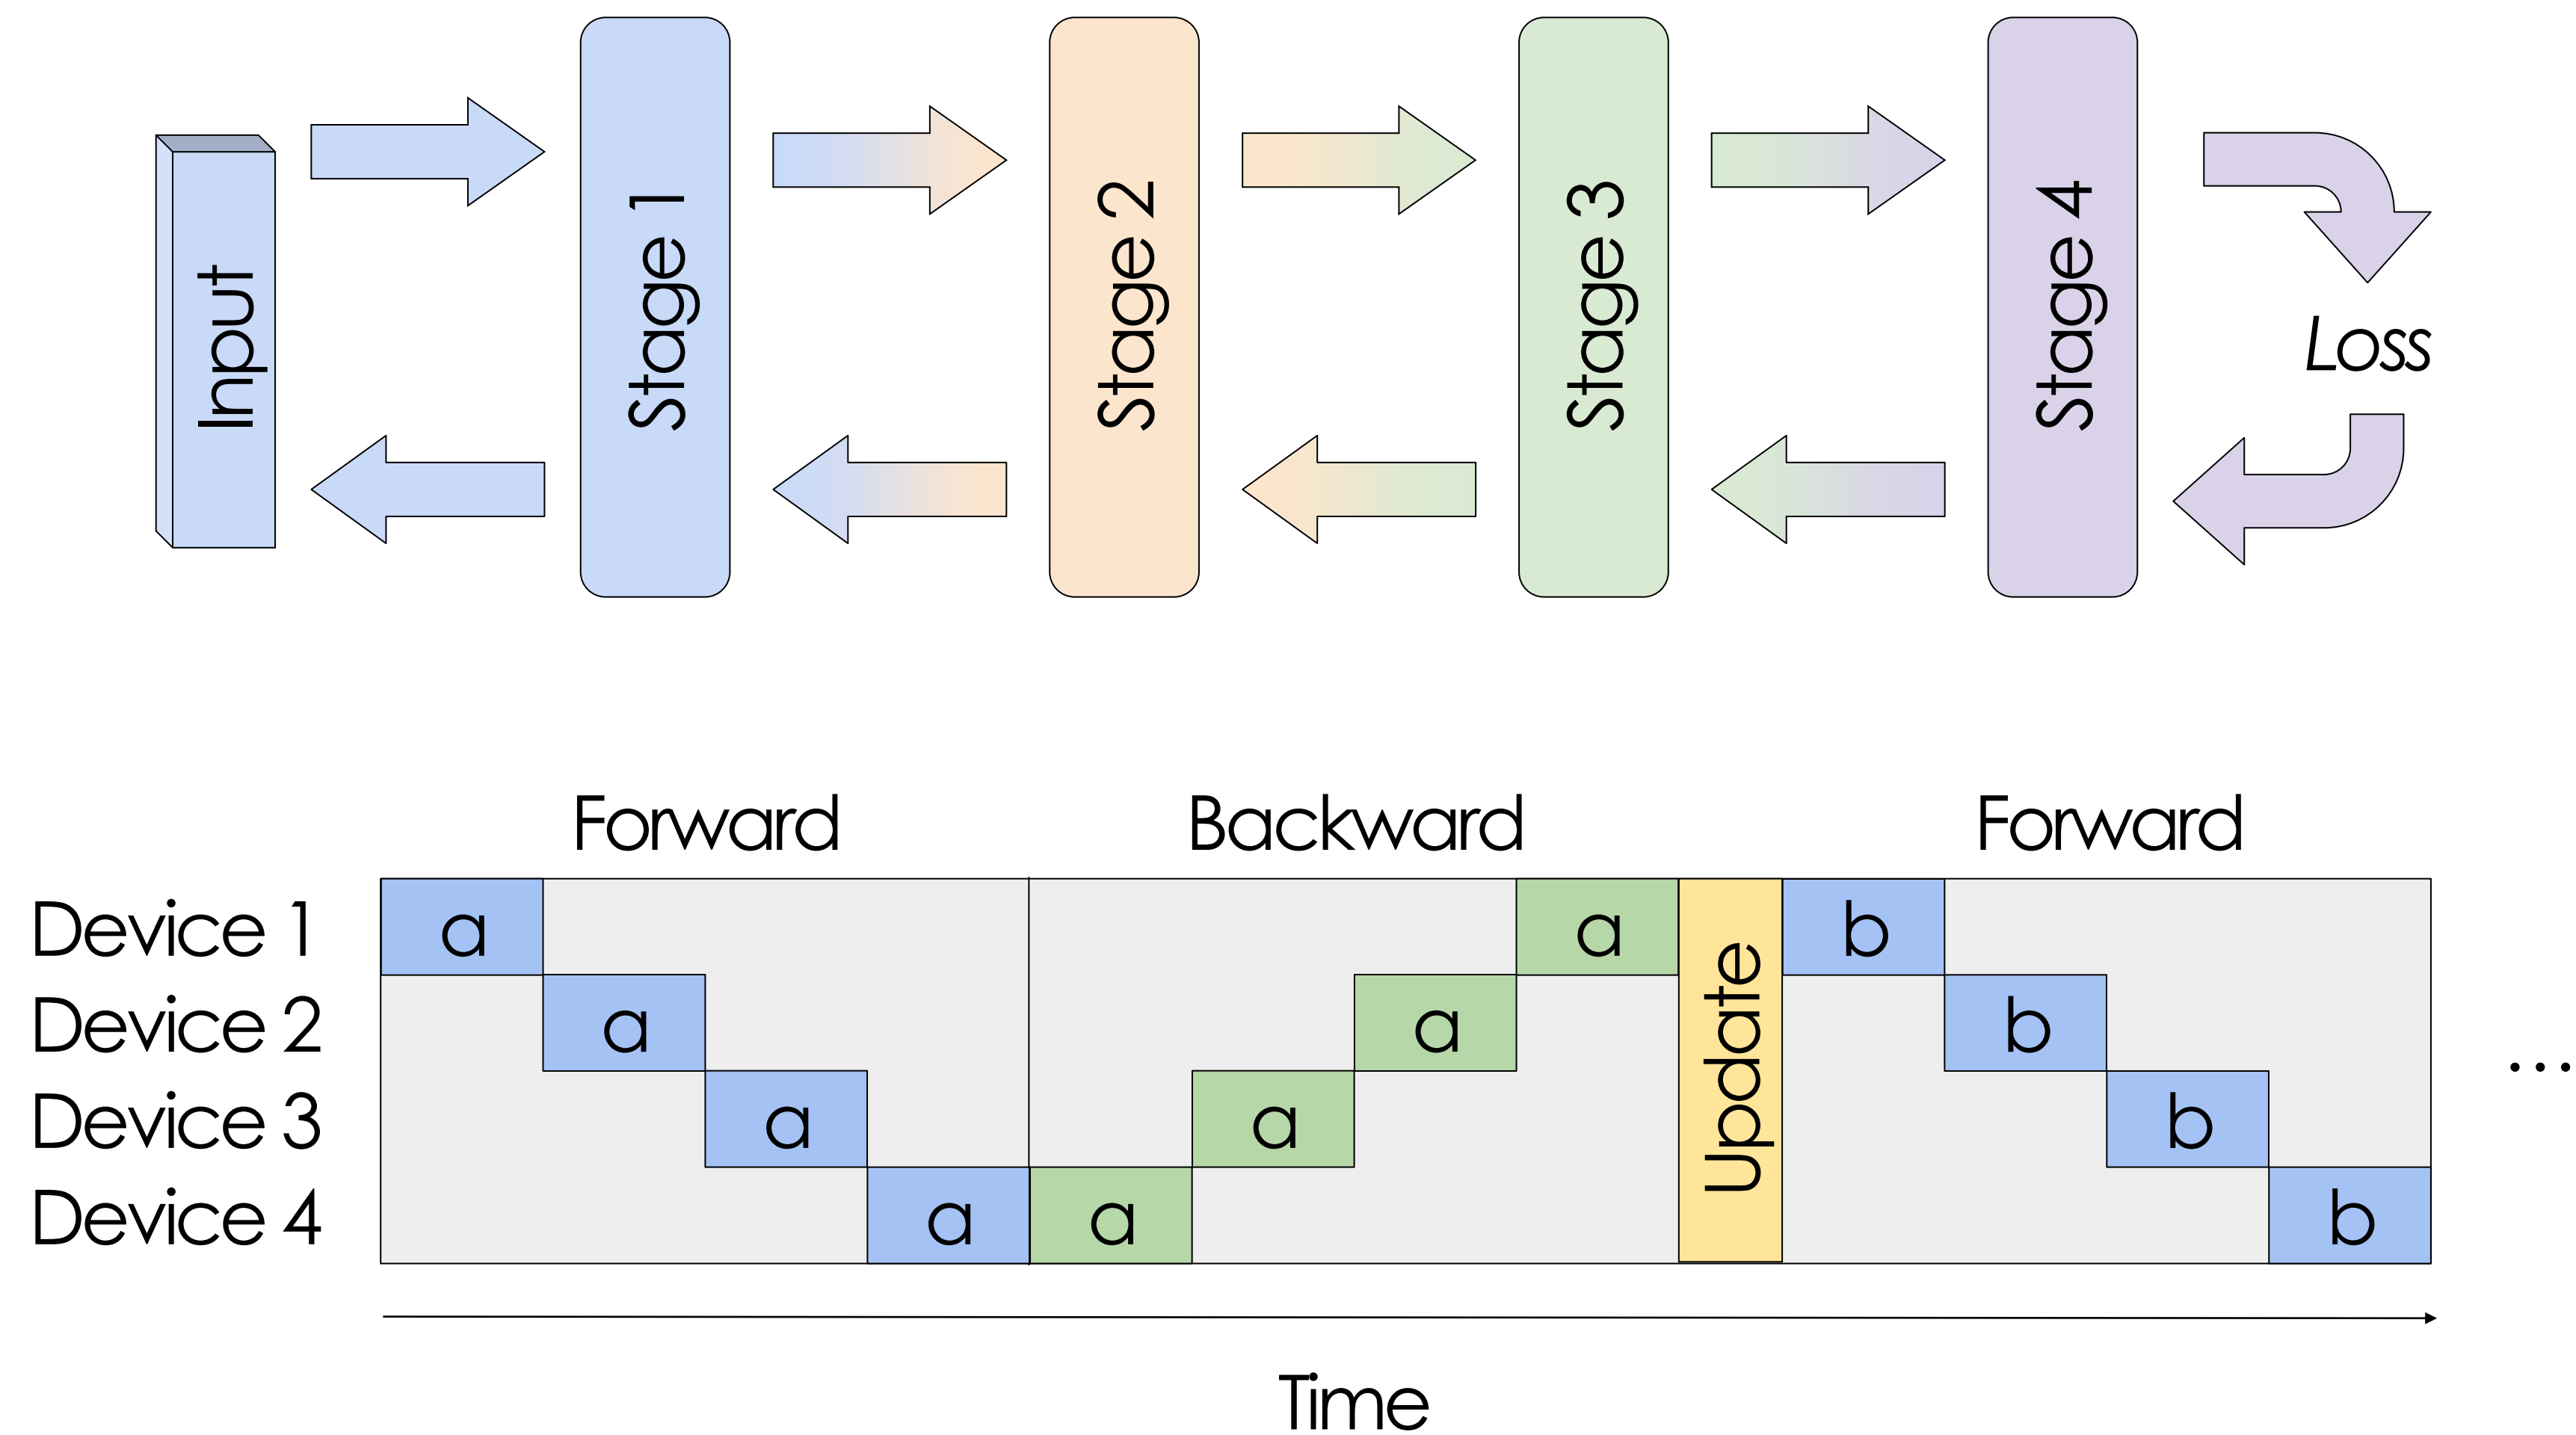 Input
Stage 1
Stage 2
Stage 3
Stage 4
Loss
Forward
Backward
Forward
Device 1
a
a
Update
b
Device 2
a
a
b
Device 3
a
a
b
...
Device 4
a
a
b
Time